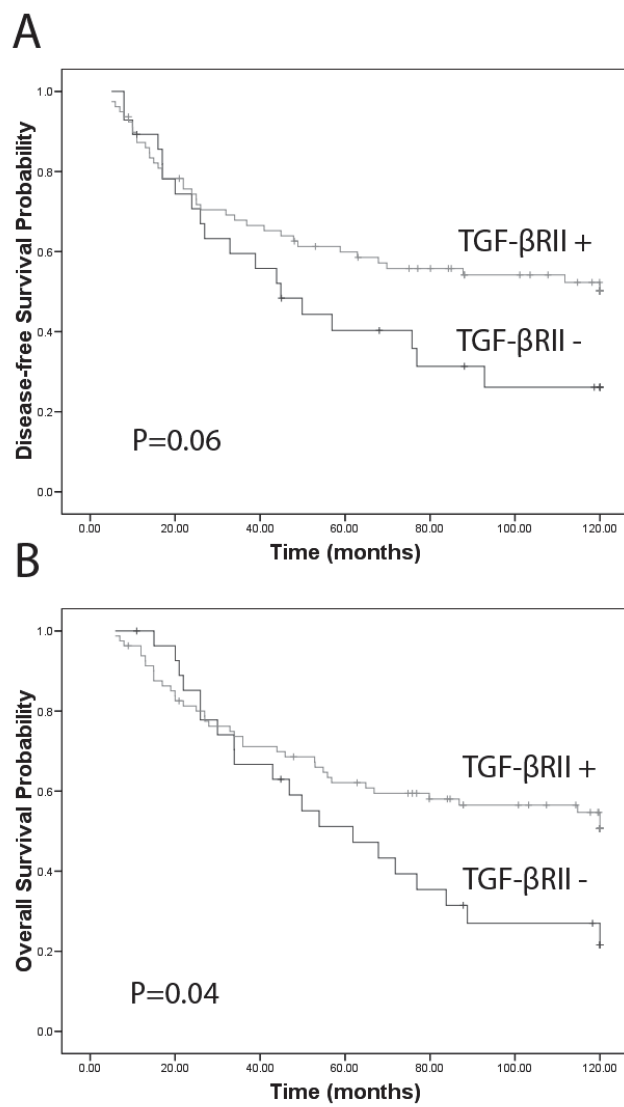 A
Disease-free Survival Probability
1.0
0.8
0.6
0.4
0.2
0.0
TGF-βRII +
TGF-βRII -
P=0.06
0.00 20.00 40.00 60.00 80.00 100.00 120.00
Time (months)
B
Overall Survival Probability
1.0
0.8
0.6
0.4
0.2
0.0
TGF-βRII +
TGF-βRII -
P=0.04
0.00 20.00 40.00 60.00 80.00 100.00 120.00
Time (months)